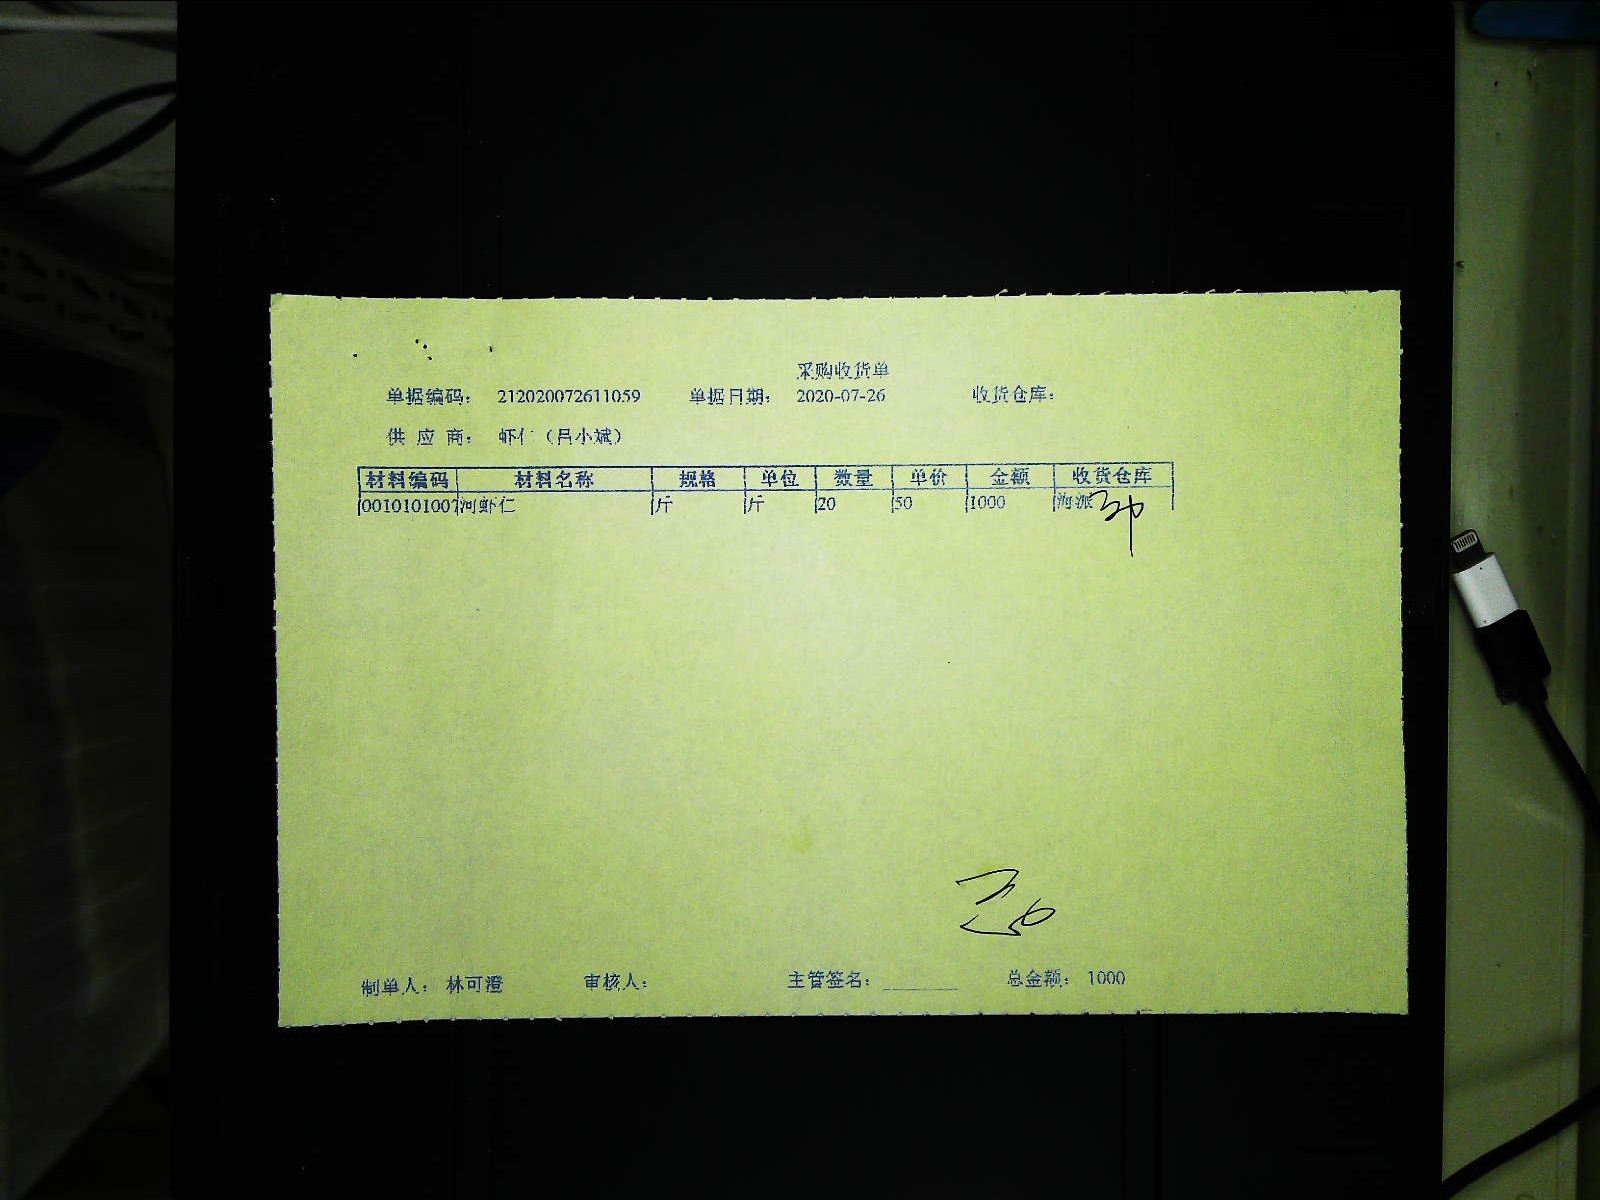 采购收货单
单据编码： 212020072611059 单据日期： 2020-07-26 收货仓库：
供 应 商： 虾仁（吕小斌）
材料编码 材料名称 规格 单位 数量 单价 金额 收货仓库
0010101007 河虾仁 斤 斤 20 50 1000 海派
制单人： 林可澄 审核人： 主管签名：________ 总金额： 1000